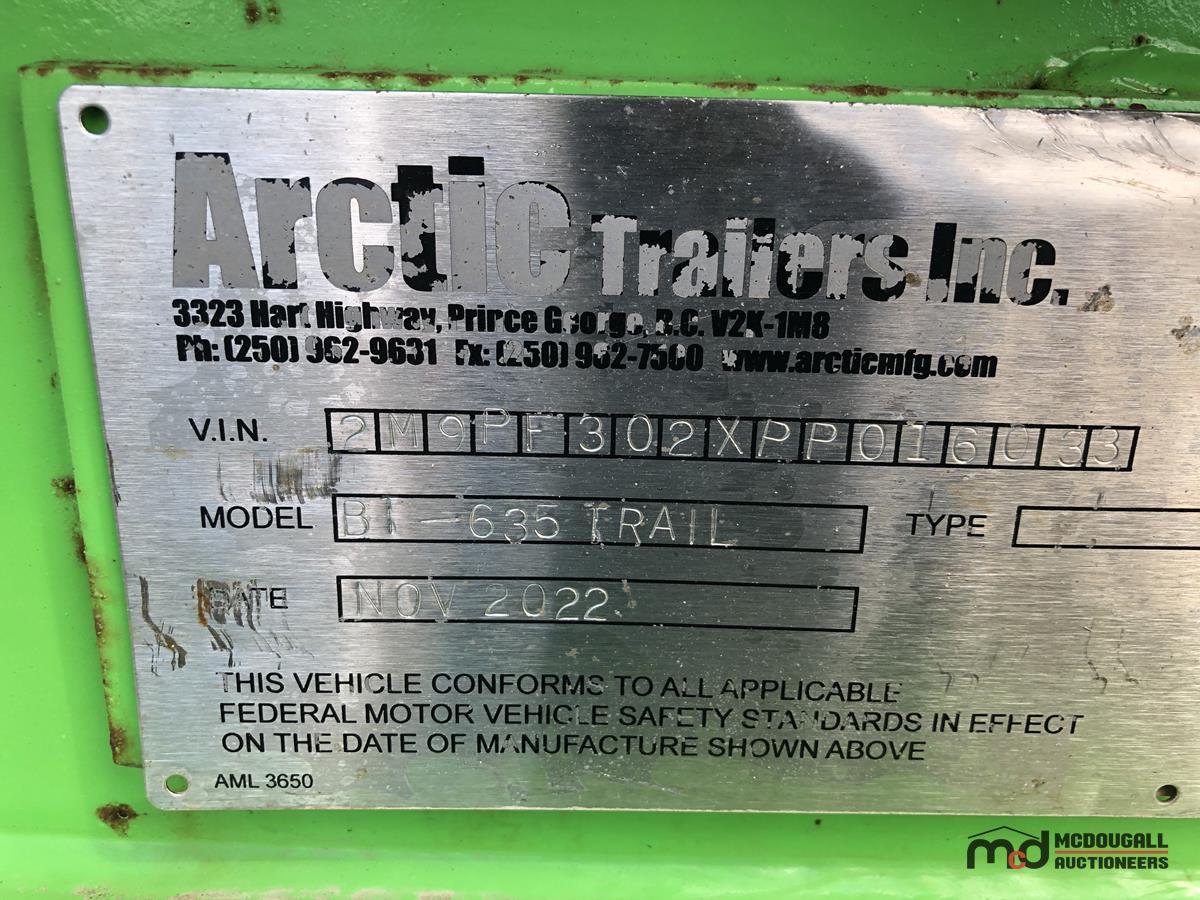 Arctic Trailers Inc.
3323 Hart Highway, Prince George, B.C. V2K-1M8
Ph: (250) 962-9631 Fx: (250) 962-7500 www.arcticmfg.com
V.I.N. 2M9PF302XPP016033
MODEL BT-635 TRAIL TYPE
DATE NOV 2022
THIS VEHICLE CONFORMS TO ALL APPLICABLE
FEDERAL MOTOR VEHICLE SAFETY STANDARDS IN EFFECT
ON THE DATE OF MANUFACTURE SHOWN ABOVE
AML 3650
mcd MCDOUGALL
AUCTIONEERS